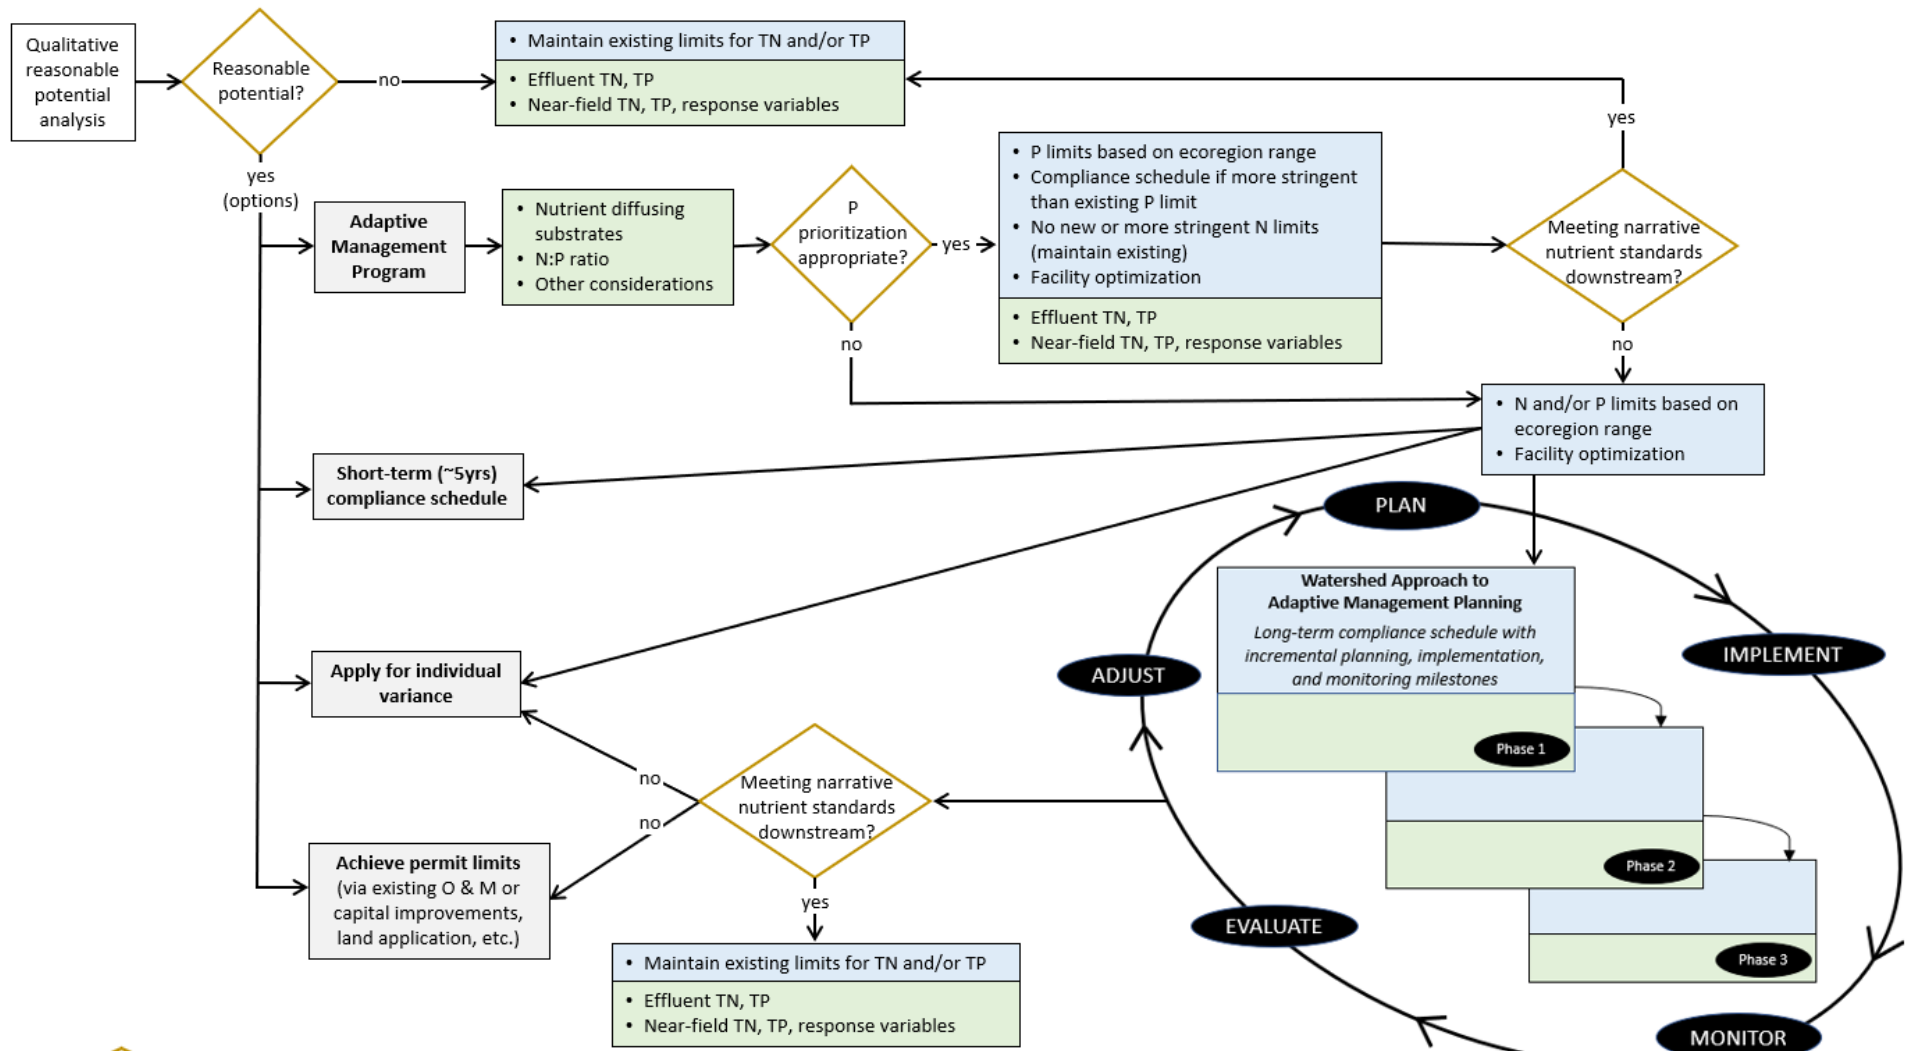 Qualitative
reasonable
potential
analysis
Reasonable
potential?
no
• Maintain existing limits for TN and/or TP
• Effluent TN, TP
• Near-field TN, TP, response variables
yes
yes
(options)
Adaptive
Management
Program
• Nutrient diffusing
substrates
• N:P ratio
• Other considerations
P
prioritization
appropriate?
yes
• P limits based on ecoregion range
• Compliance schedule if more stringent
than existing P limit
• No new or more stringent N limits
(maintain existing)
• Facility optimization
• Effluent TN, TP
• Near-field TN, TP, response variables
Meeting narrative
nutrient standards
downstream?
no
no
• N and/or P limits based on
ecoregion range
• Facility optimization
Short-term (~5yrs)
compliance schedule
PLAN
Watershed Approach to
Adaptive Management Planning
Long-term compliance schedule with
incremental planning, implementation,
and monitoring milestones
IMPLEMENT
ADJUST
Apply for individual
variance
Phase 1
no
Meeting narrative
nutrient standards
downstream?
no
Phase 2
Achieve permit limits
(via existing O & M or
capital improvements,
land application, etc.)
yes
EVALUATE
Phase 3
• Maintain existing limits for TN and/or TP
• Effluent TN, TP
• Near-field TN, TP, response variables
MONITOR